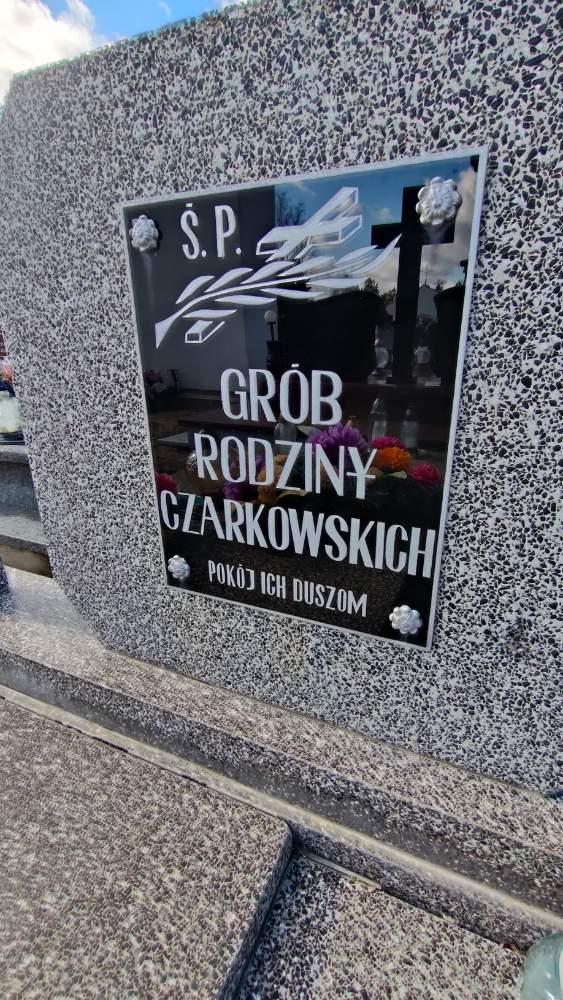 Ś. P.
GRÓB
RODZINY
CZARKOWSKICH
POKÓJ ICH DUSZOM